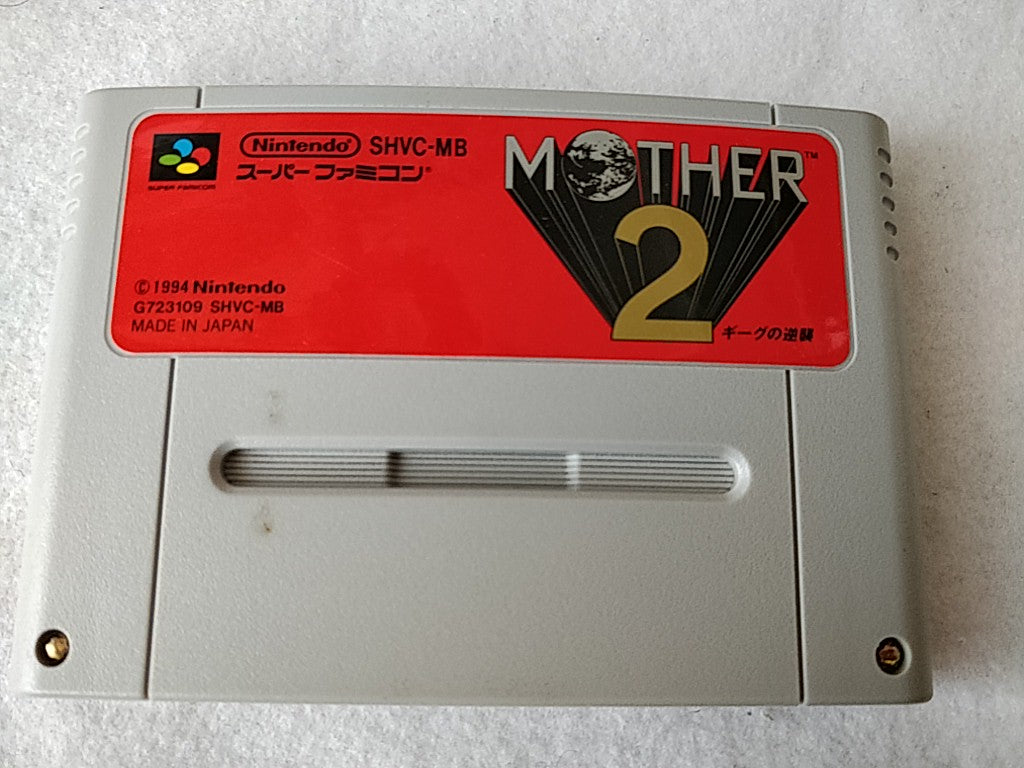 Nintendo® SHVC-MB
スーパーファミコン®
SUPER FAMICOM
MOTHER™
2
ギーグの逆襲
©1994 Nintendo
G723109 SHVC-MB
MADE IN JAPAN